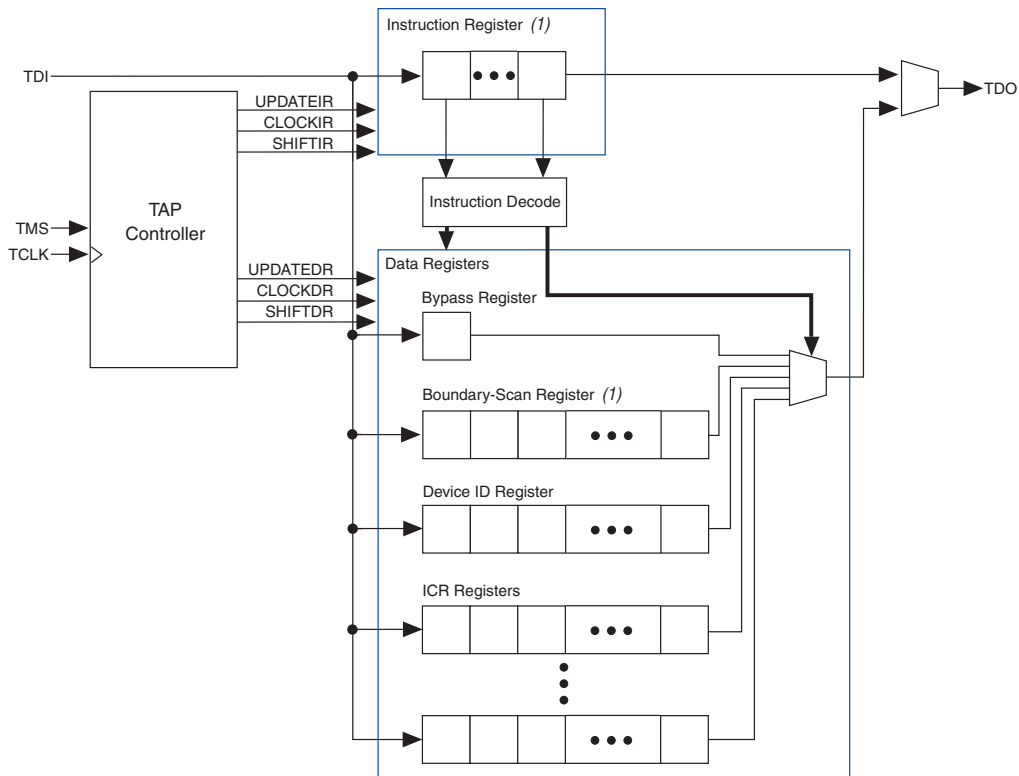 Instruction Register (1)
TDI
TDO
UPDATEIR
CLOCKIR
SHIFTIR
TAP
Controller
TMS
TCLK
Instruction Decode
UPDATEDR
CLOCKDR
SHIFTDR
Data Registers
Bypass Register
Boundary-Scan Register (1)
Device ID Register
ICR Registers